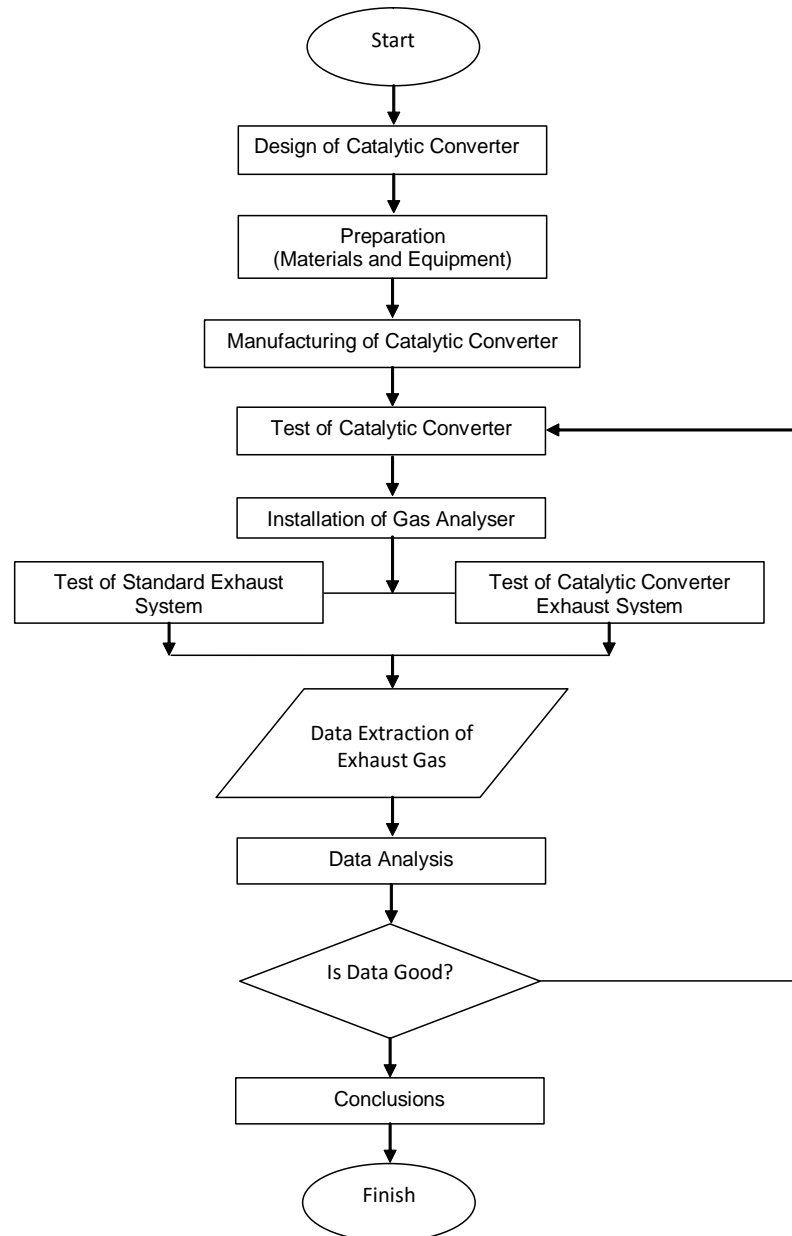 Start
Design of Catalytic Converter
Preparation
(Materials and Equipment)
Manufacturing of Catalytic Converter
Test of Catalytic Converter
Installation of Gas Analyser
Test of Standard Exhaust
System
Test of Catalytic Converter
Exhaust System
Data Extraction of
Exhaust Gas
Data Analysis
Is Data Good?
Conclusions
Finish